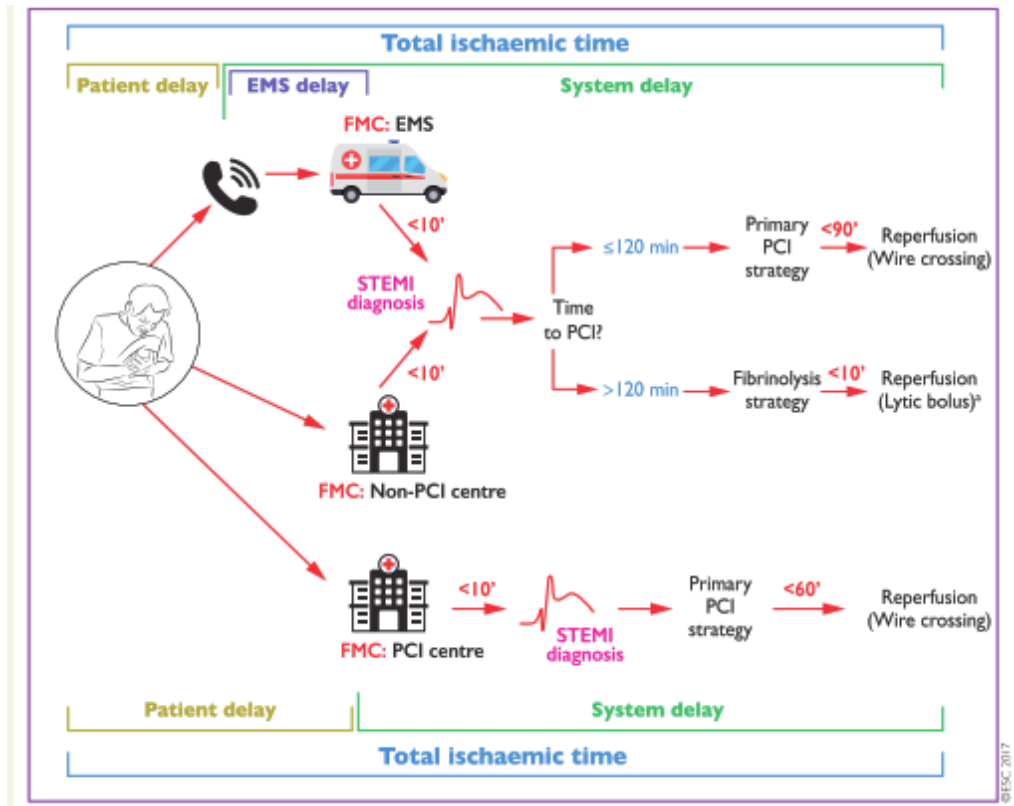 Total ischaemic time
Patient delay
EMS delay
System delay
FMC: EMS
<10’
STEMI
diagnosis
<10’
Time
to PCI?
≤120 min
Primary
PCI
strategy
<90’
Reperfusion
(Wire crossing)
>120 min
Fibrinolysis
strategy
<10’
Reperfusion
(Lytic bolus)ᵃ
FMC: Non-PCI centre
FMC: PCI centre
<10’
STEMI
diagnosis
Primary
PCI
strategy
<60’
Reperfusion
(Wire crossing)
Patient delay
System delay
Total ischaemic time
©ESC 2017